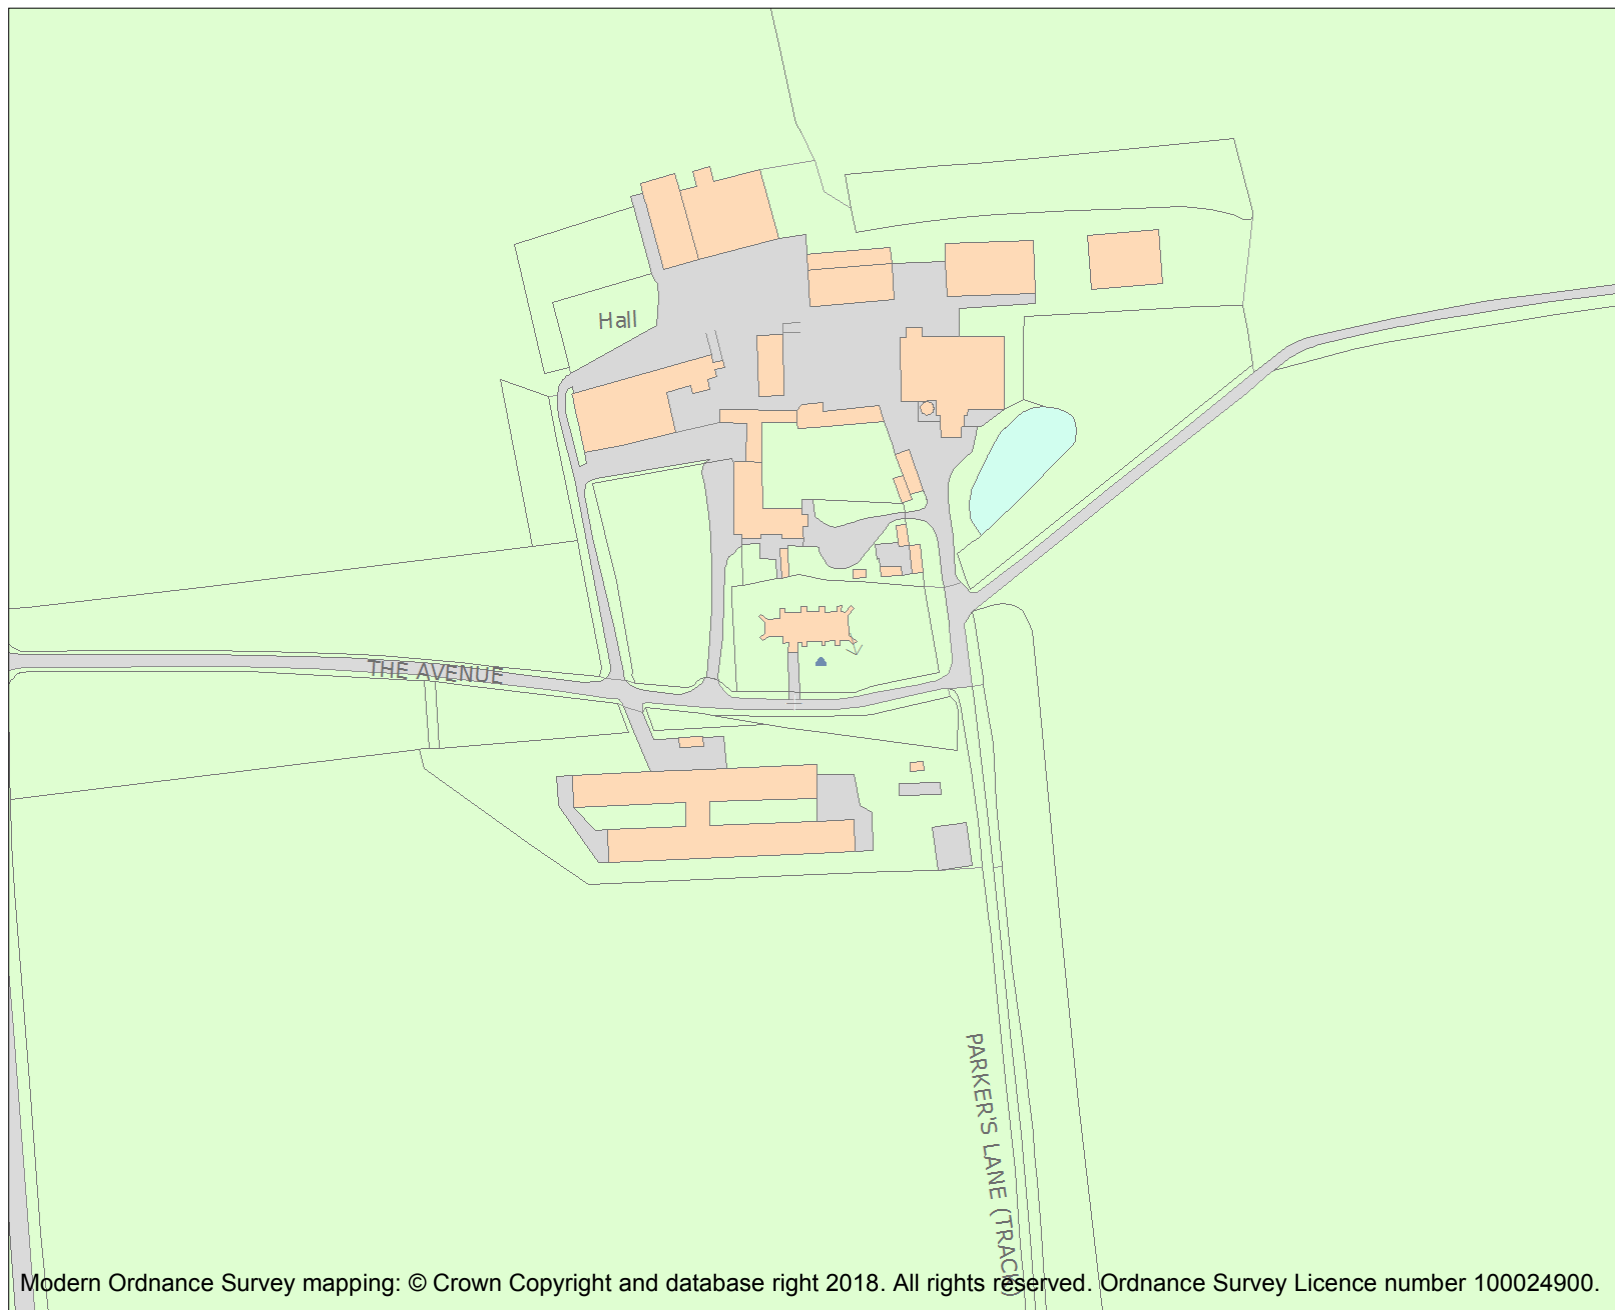 Hall
THE AVENUE
PARKER'S LANE (TRACK)
Modern Ordnance Survey mapping: © Crown Copyright and database right 2018. All rights reserved. Ordnance Survey Licence number 100024900.